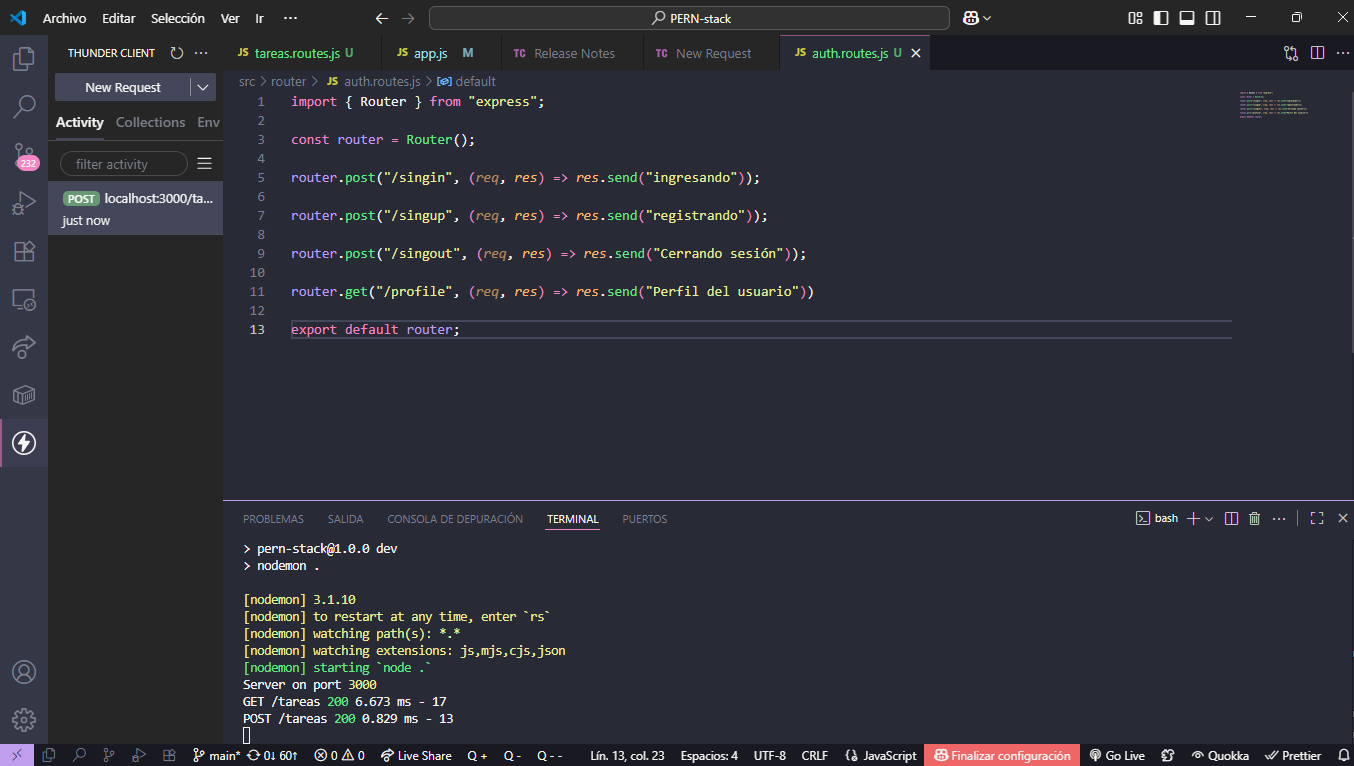 Archivo Editar Selección Ver Ir ··· PERN-stack
THUNDER CLIENT ···
New Request
Activity Collections Env
filter activity
POST localhost:3000/ta...
just now
232
JS tareas.routes.js U JS app.js M TC Release Notes TC New Request JS auth.routes.js U
src > router > JS auth.routes.js > default
1 import { Router } from "express";
2
3 const router = Router();
4
5 router.post("/singin", (req, res) => res.send("ingresando"));
6
7 router.post("/singup", (req, res) => res.send("registrando"));
8
9 router.post("/singout", (req, res) => res.send("Cerrando sesión"));
10
11 router.get("/profile", (req, res) => res.send("Perfil del usuario"))
12
13 export default router;
PROBLEMAS SALIDA CONSOLA DE DEPURACIÓN TERMINAL PUERTOS bash
> pern-stack@1.0.0 dev
> nodemon .
[nodemon] 3.1.10
[nodemon] to restart at any time, enter `rs`
[nodemon] watching path(s): *.*
[nodemon] watching extensions: js,mjs,cjs,json
[nodemon] starting `node .`
Server on port 3000
GET /tareas 200 6.673 ms - 17
POST /tareas 200 0.829 ms - 13
main* 0↓ 60↑ 0 0 Live Share Q + Q - Q - - Lín. 13, col. 23 Espacios: 4 UTF-8 CRLF JavaScript Finalizar configuración Go Live Quokka Prettier